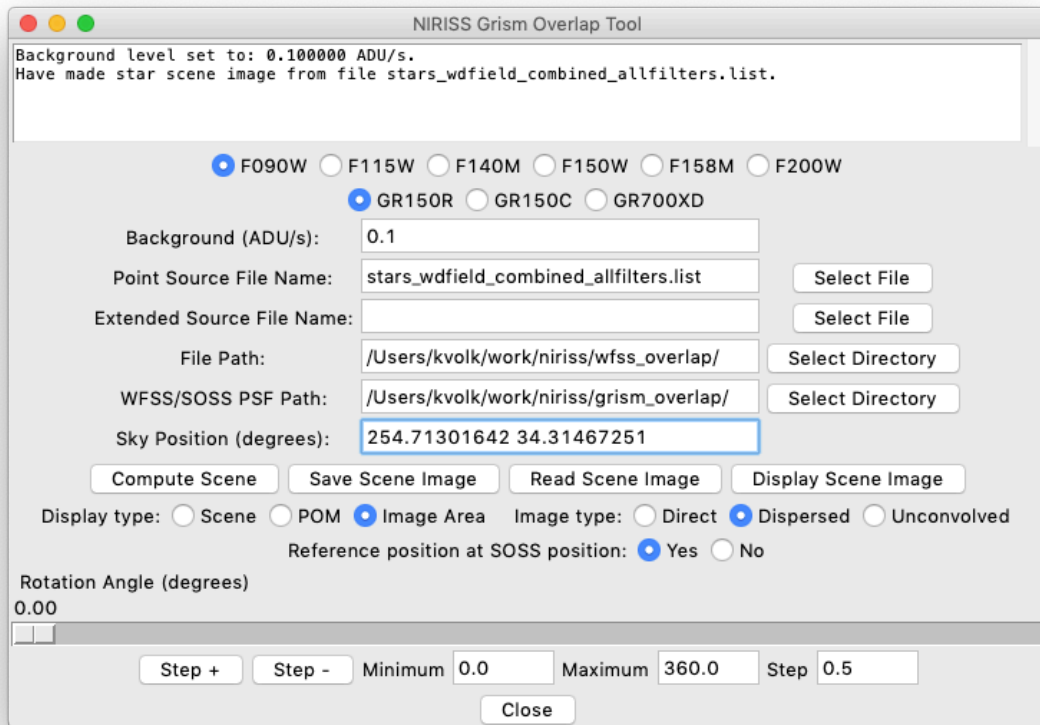 NIRISS Grism Overlap Tool
Background level set to: 0.100000 ADU/s.
Have made star scene image from file stars_wdfield_combined_allfilters.list.
F090W F115W F140M F150W F158M F200W
GR150R GR150C GR700XD
Background (ADU/s): 0.1
Point Source File Name: stars_wdfield_combined_allfilters.list Select File
Extended Source File Name: Select File
File Path: /Users/kvolk/work/niriss/wfss_overlap/ Select Directory
WFSS/SOSS PSF Path: /Users/kvolk/work/niriss/grism_overlap/ Select Directory
Sky Position (degrees): 254.71301642 34.31467251
Compute Scene Save Scene Image Read Scene Image Display Scene Image
Display type: Scene POM Image Area Image type: Direct Dispersed Unconvolved
Reference position at SOSS position: Yes No
Rotation Angle (degrees)
0.00
Step + Step - Minimum 0.0 Maximum 360.0 Step 0.5
Close